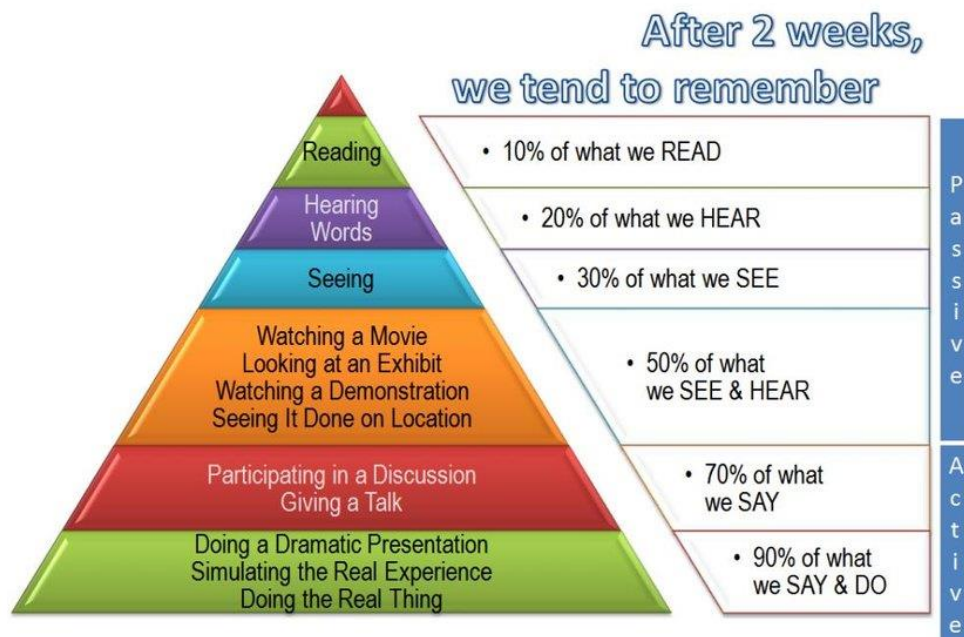 After 2 weeks,
we tend to remember
Reading
• 10% of what we READ
Hearing
Words
• 20% of what we HEAR
Seeing
• 30% of what we SEE
Watching a Movie
Looking at an Exhibit
Watching a Demonstration
Seeing It Done on Location
• 50% of what
we SEE & HEAR
Passive
Participating in a Discussion
Giving a Talk
• 70% of what
we SAY
Doing a Dramatic Presentation
Simulating the Real Experience
Doing the Real Thing
• 90% of what
we SAY & DO
Active